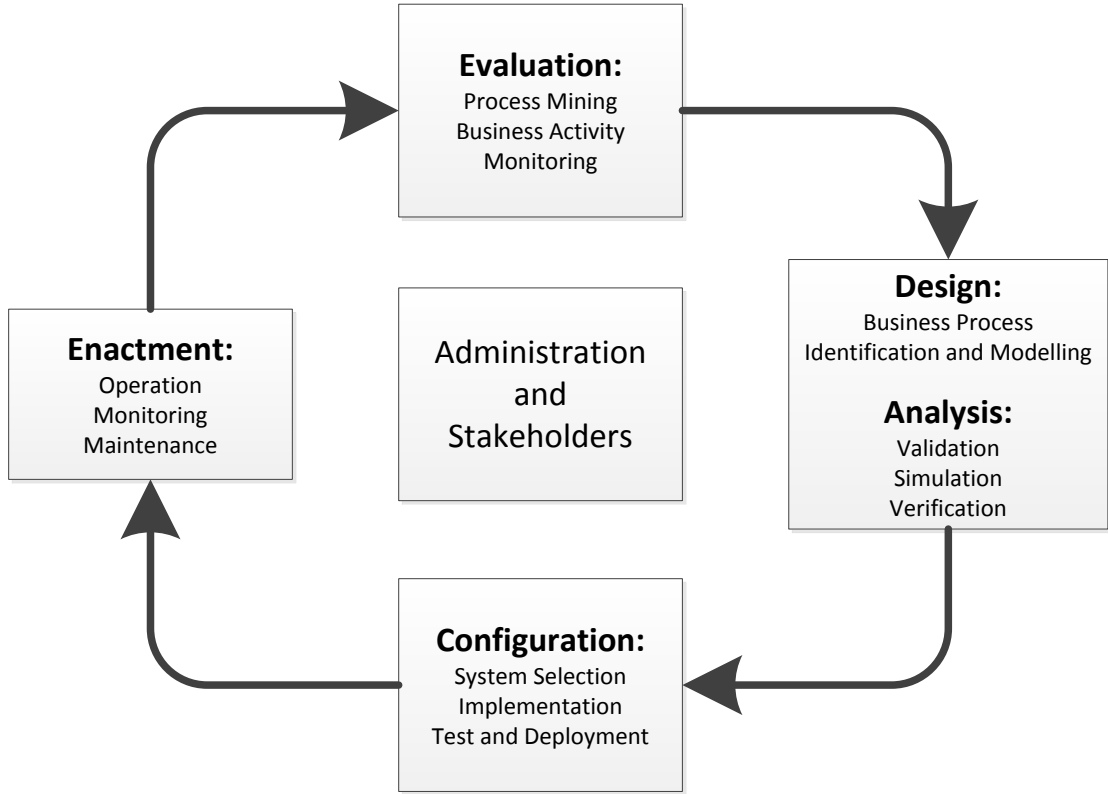 Evaluation:
Process Mining
Business Activity
Monitoring
Design:
Business Process
Identification and Modelling
Analysis:
Validation
Simulation
Verification
Enactment:
Operation
Monitoring
Maintenance
Administration
and
Stakeholders
Configuration:
System Selection
Implementation
Test and Deployment